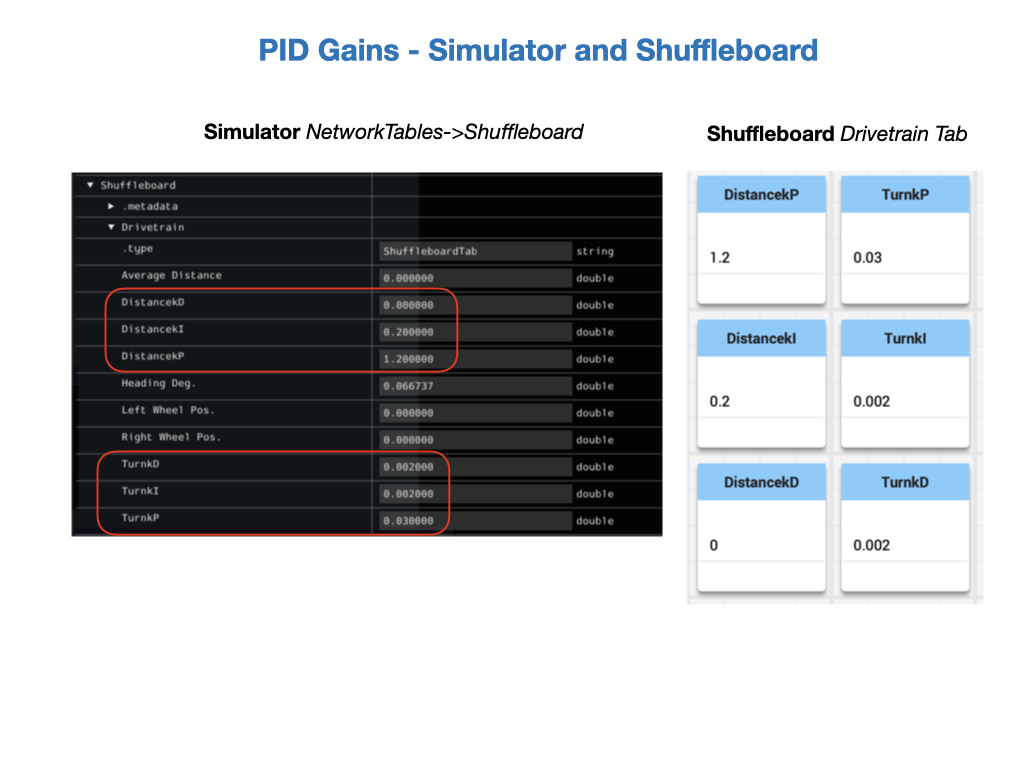 PID Gains - Simulator and Shuffleboard
Simulator NetworkTables->Shuffleboard
▼ Shuffleboard
► .metadata
▼ Drivetrain
.type ShuffleboardTab string
Average Distance 0.000000 double
DistancekD 0.000000 double
DistancekI 0.200000 double
DistancekP 1.200000 double
Heading Deg. 0.066737 double
Left Wheel Pos. 0.000000 double
Right Wheel Pos. 0.000000 double
TurnkD 0.002000 double
TurnkI 0.002000 double
TurnkP 0.030000 double
Shuffleboard Drivetrain Tab
DistancekP TurnkP
1.2 0.03
DistancekI TurnkI
0.2 0.002
DistancekD TurnkD
0 0.002